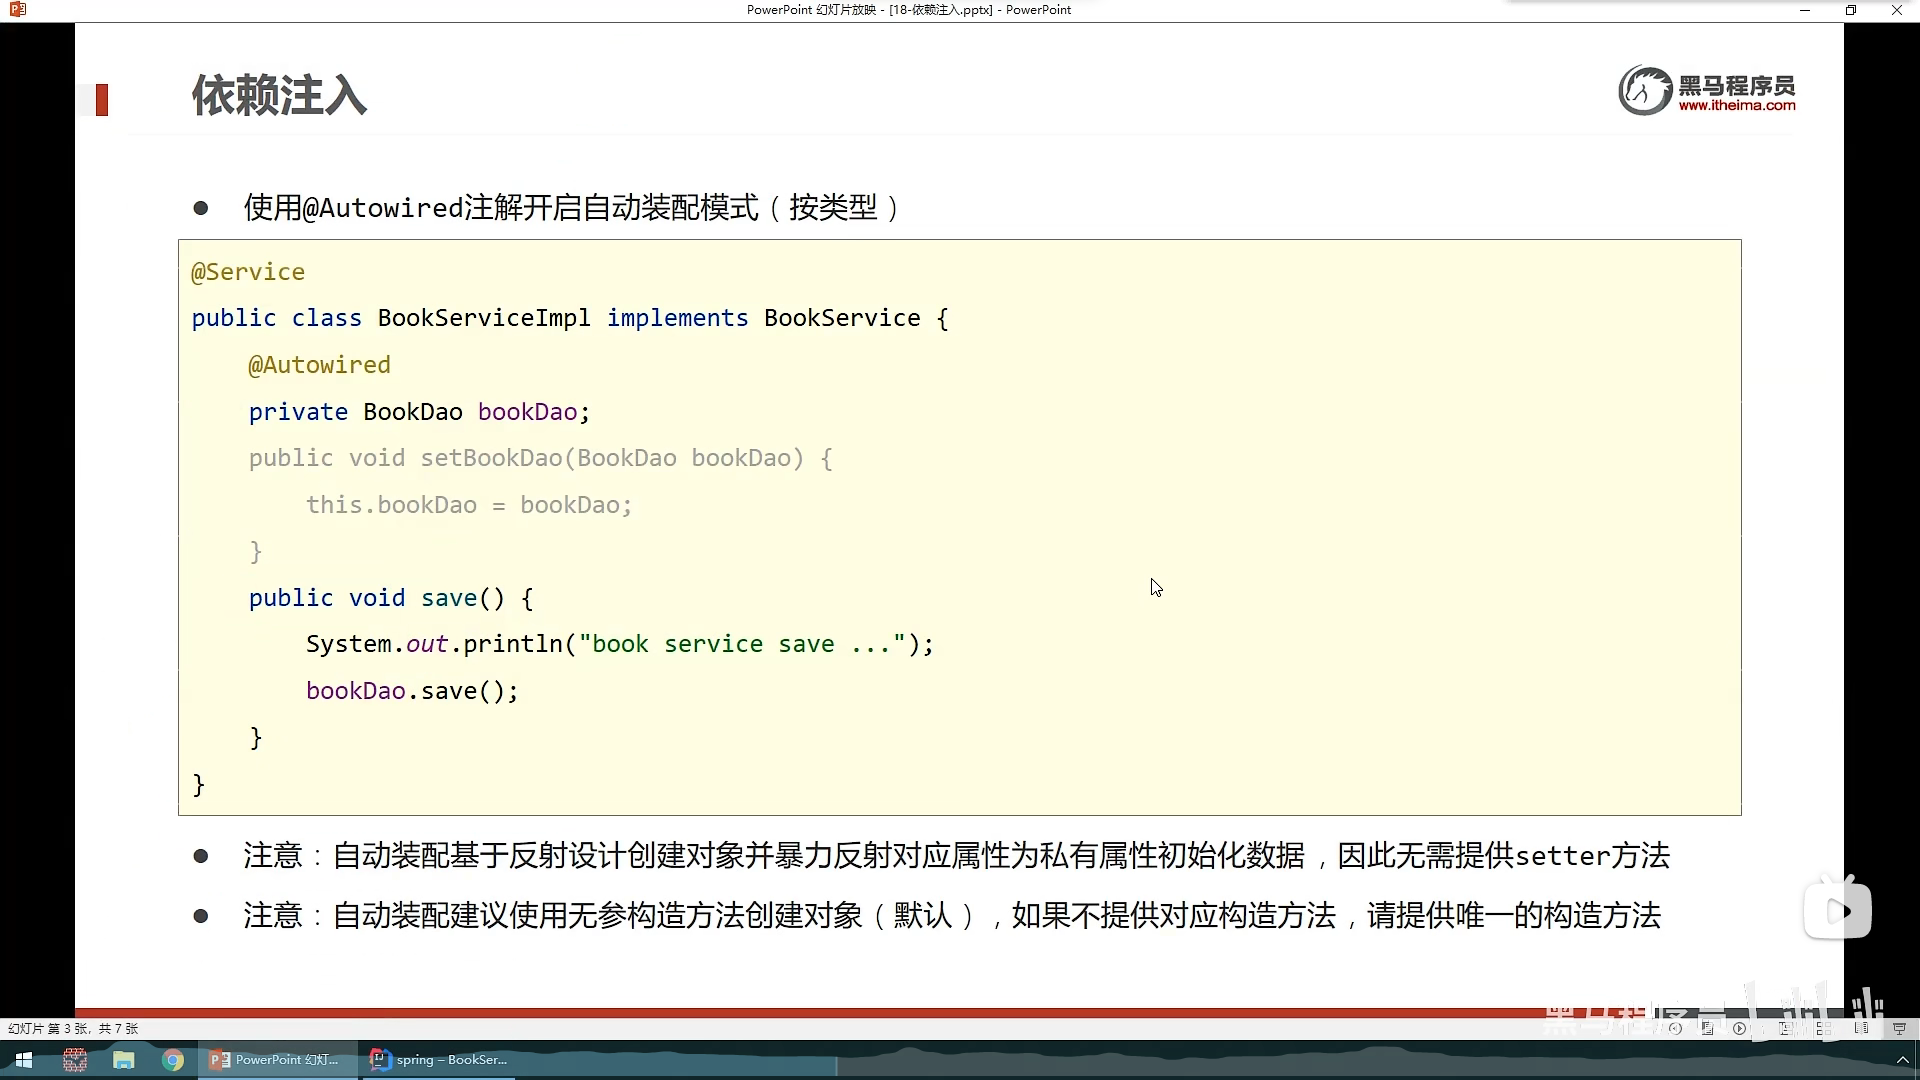 PowerPoint 幻灯片放映 - [18-依赖注入.pptx] - PowerPoint
依赖注入
黑马程序员
www.itheima.com
使用@Autowired注解开启自动装配模式（按类型）
@Service
public class BookServiceImpl implements BookService {
@Autowired
private BookDao bookDao;
public void setBookDao(BookDao bookDao) {
this.bookDao = bookDao;
}
public void save() {
System.out.println("book service save ...");
bookDao.save();
}
}
注意：自动装配基于反射设计创建对象并暴力反射对应属性为私有属性初始化数据，因此无需提供setter方法
注意：自动装配建议使用无参构造方法创建对象（默认），如果不提供对应构造方法，请提供唯一的构造方法
黑马程序员
幻灯片 第 3 张，共 7 张
PowerPoint 幻灯...
spring – BookSer...